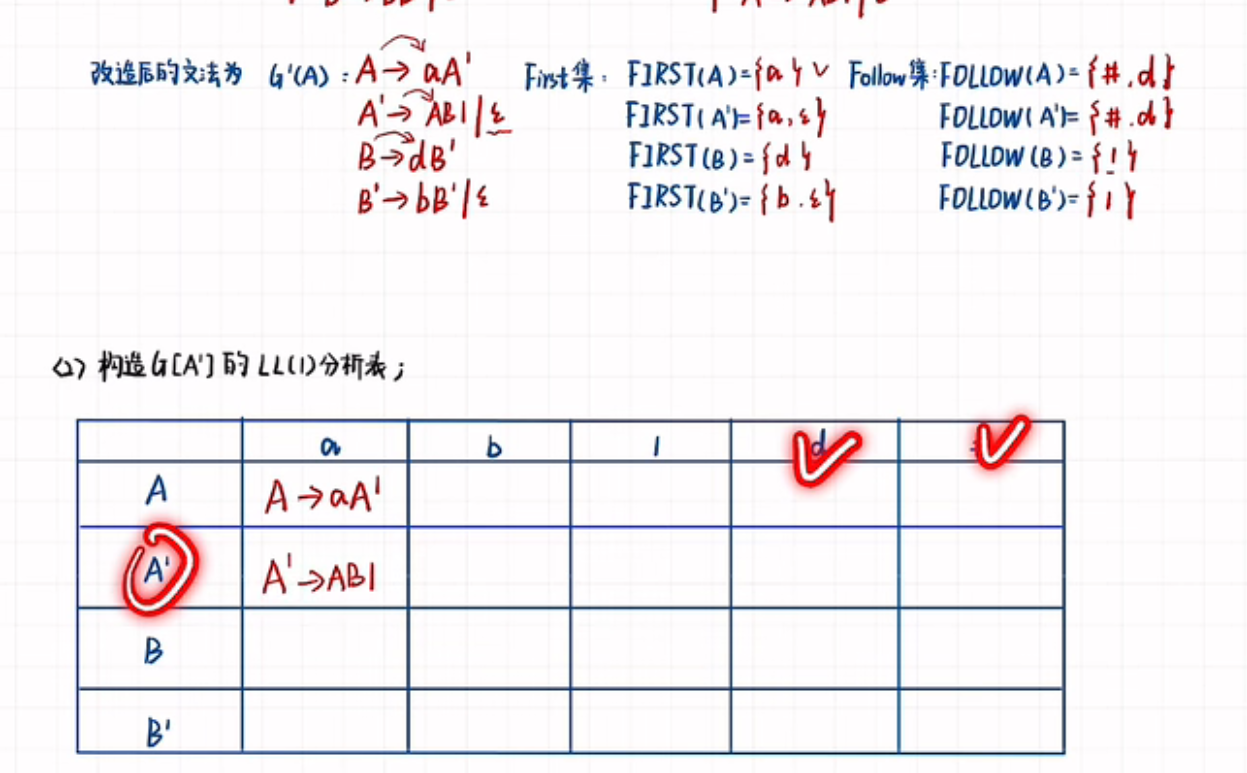 改造后的文法为 G'(A) : A → aA' First集: FIRST(A)={a} ✓ Follow集: FOLLOW(A)={#.d}
A' → ABl | ε FIRST(A')={a,ε} FOLLOW(A')={#.d}
B → dB' FIRST(B)={d} FOLLOW(B)={l}
B' → bB' | ε FIRST(B')={b.ε} FOLLOW(B')={l}
<2> 构造G[A']的LL(1)分析表;
a b l d
A A → aA'
A' A' → ABl
B
B'